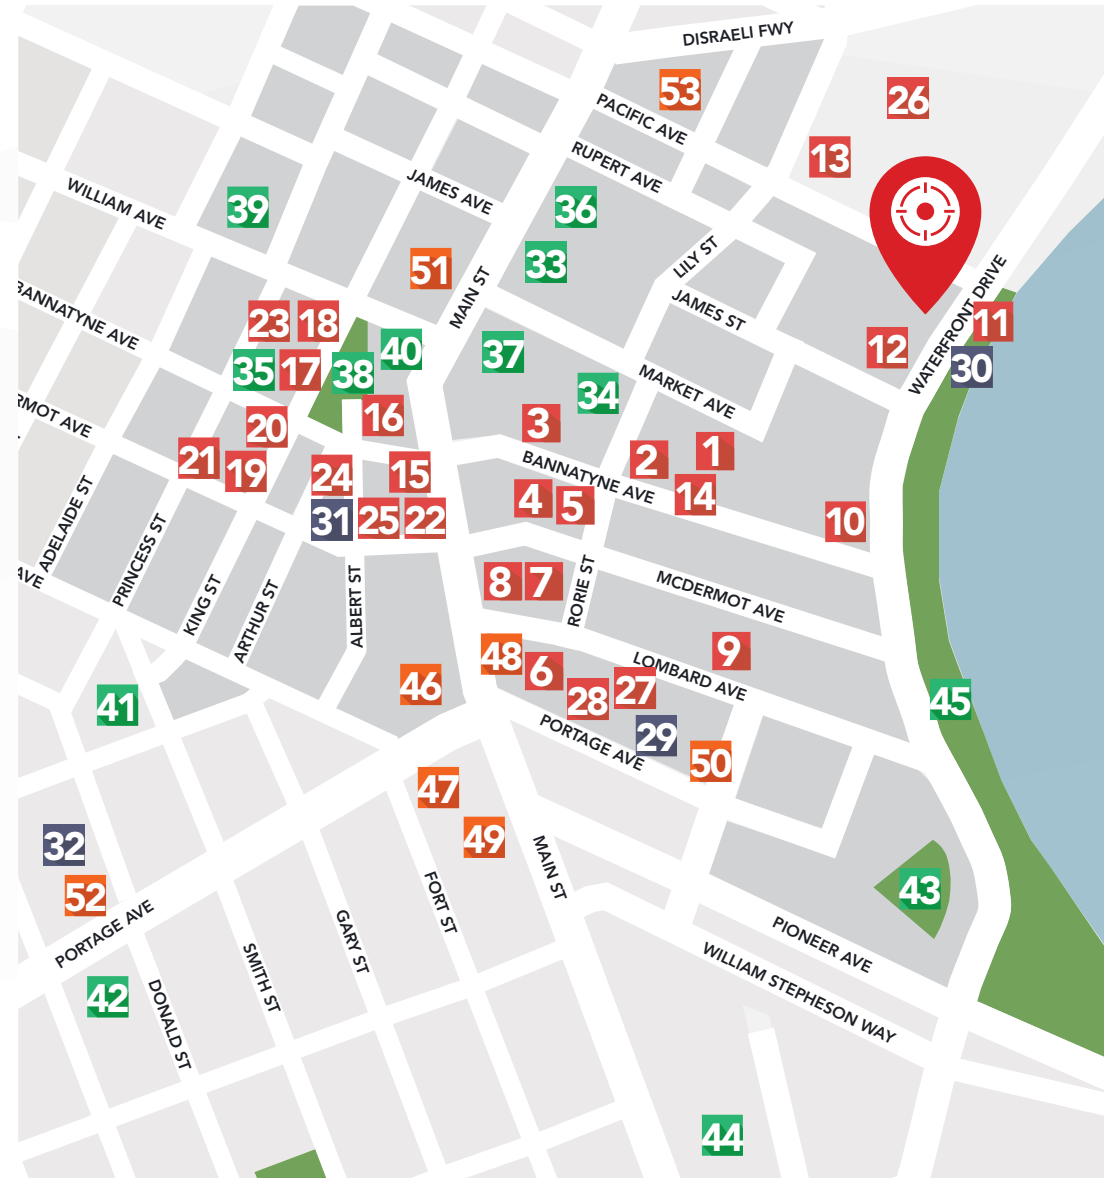 DISRAELI FWY
53
26
PACIFIC AVE
13
RUPERT AVE
WILLIAM AVE
JAMES AVE
39
36
51
33
LILY ST
MAIN ST
WATERFRONT DRIVE
BANNATYNE AVE
23
18
JAMES ST
11
12
40
37
30
35
17
38
MARKET AVE
34
RMOT AVE
20
16
3
21
19
24
15
BANNATYNE AVE
2
1
14
4
5
31
25
22
10
ADELAIDE ST
PRINCESS ST
AVE
KING ST
ARTHUR ST
ALBERT ST
8
7
RORIE ST
MCDERMOT AVE
48
6
9
LOMBARD AVE
46
28
27
41
45
PORTAGE AVE
29
50
47
49
32
MAIN ST
52
43
PORTAGE AVE
FORT ST
GARY ST
SMITH ST
PIONEER AVE
WILLIAM STEPHESON WAY
42
DONALD ST
44